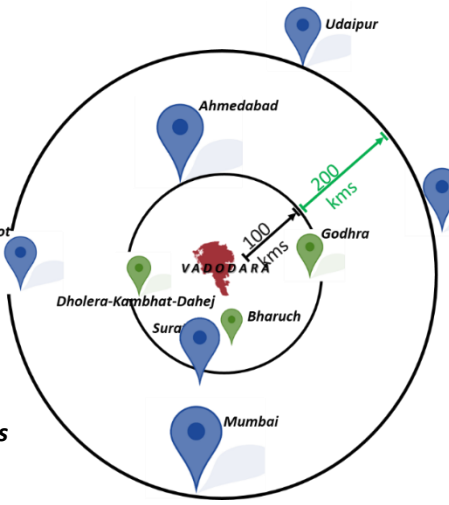 Udaipur
Ahmedabad
200
kms
100
kms
Godhra
VADODARA
Dholera-Kambhat-Dahej
Bharuch
Mumbai